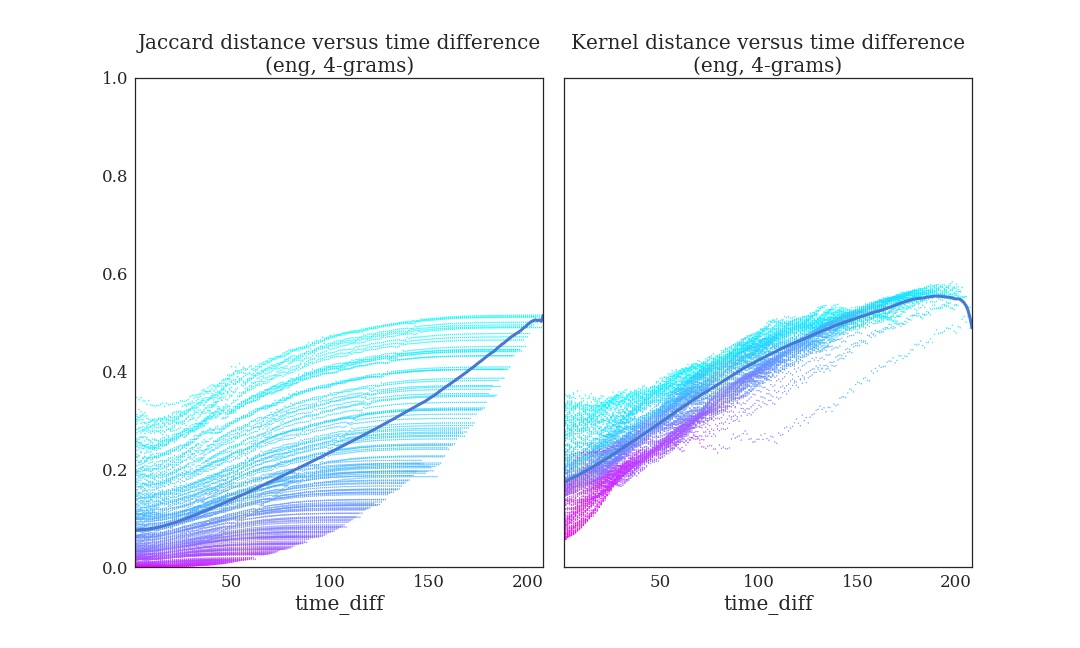 Jaccard distance versus time difference
(eng, 4-grams)
Kernel distance versus time difference
(eng, 4-grams)
1.0
0.8
0.6
0.4
0.2
0.0
50
100
150
200
50
100
150
200
time_diff
time_diff